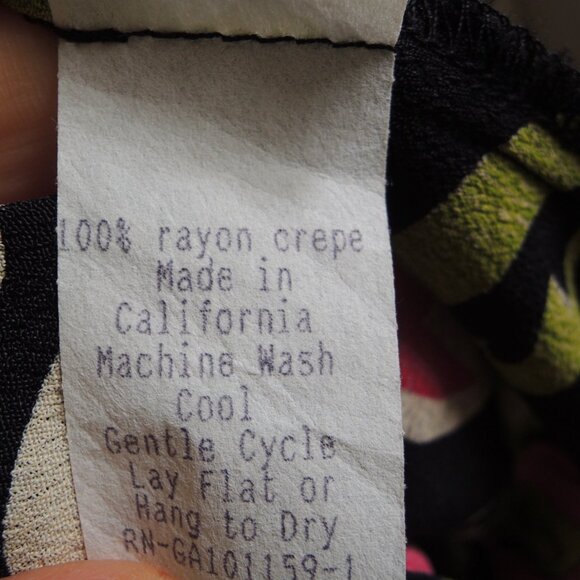 100% rayon crepe
Made in
California
Machine Wash
Cool
Gentle Cycle
Lay Flat or
Hang to Dry
RN-GA101159-1